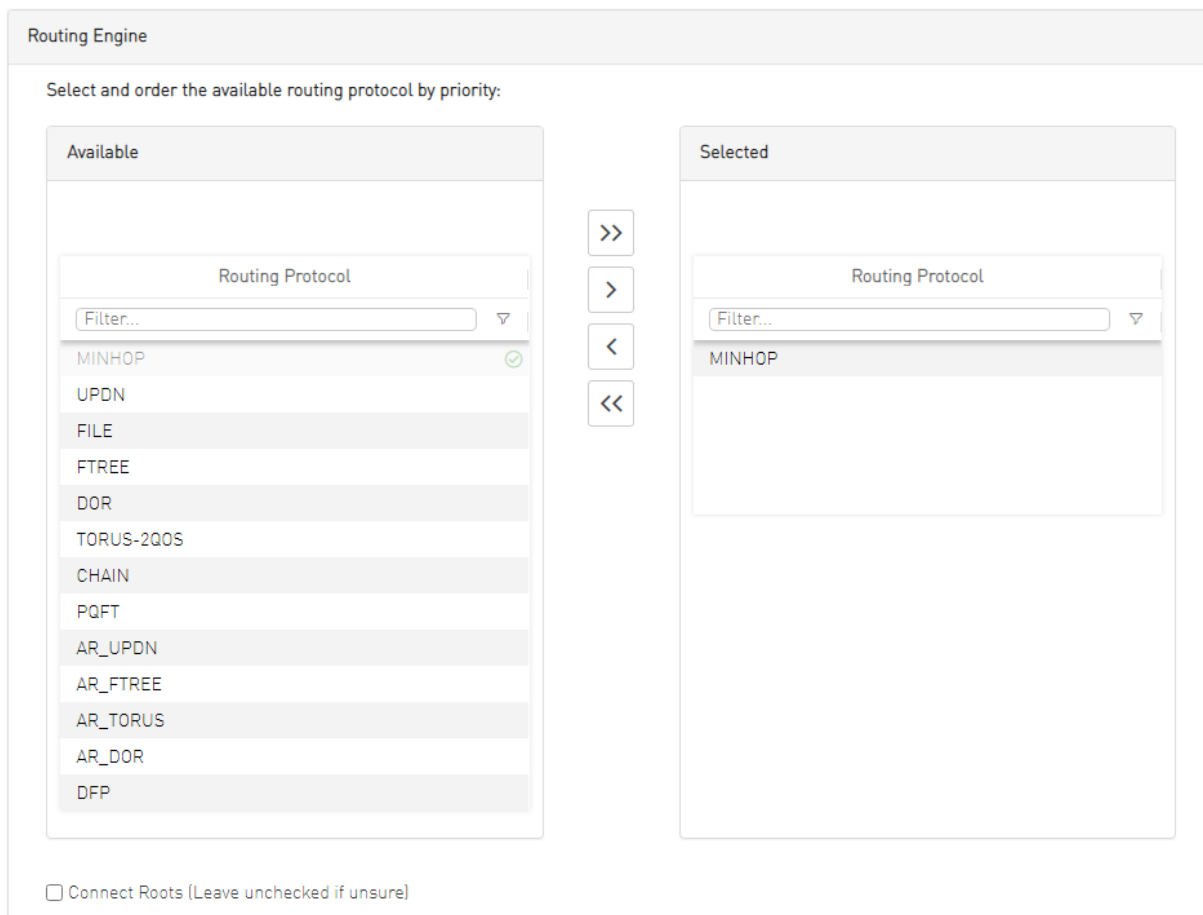 Routing Engine
Select and order the available routing protocol by priority:
Available
Routing Protocol
Filter...
MINHOP
UPDN
FILE
FTREE
DOR
TORUS-2QOS
CHAIN
PQFT
AR_UPDN
AR_FTREE
AR_TORUS
AR_DOR
DFP
>>
>
<
<<
Selected
Routing Protocol
Filter...
MINHOP
Connect Roots (Leave unchecked if unsure)